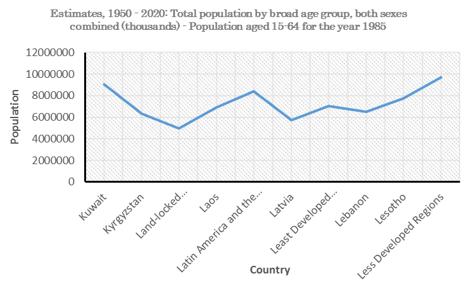 Estimates, 1950 - 2020: Total population by broad age group, both sexes
combined (thousands) - Population aged 15-64 for the year 1985
12000000
10000000
8000000
6000000
4000000
2000000
0
Population
Kuwait
Kyrgyzstan
Land-locked...
Laos
Latin America and the...
Latvia
Least Developed...
Lebanon
Lesotho
Less Developed Regions
Country